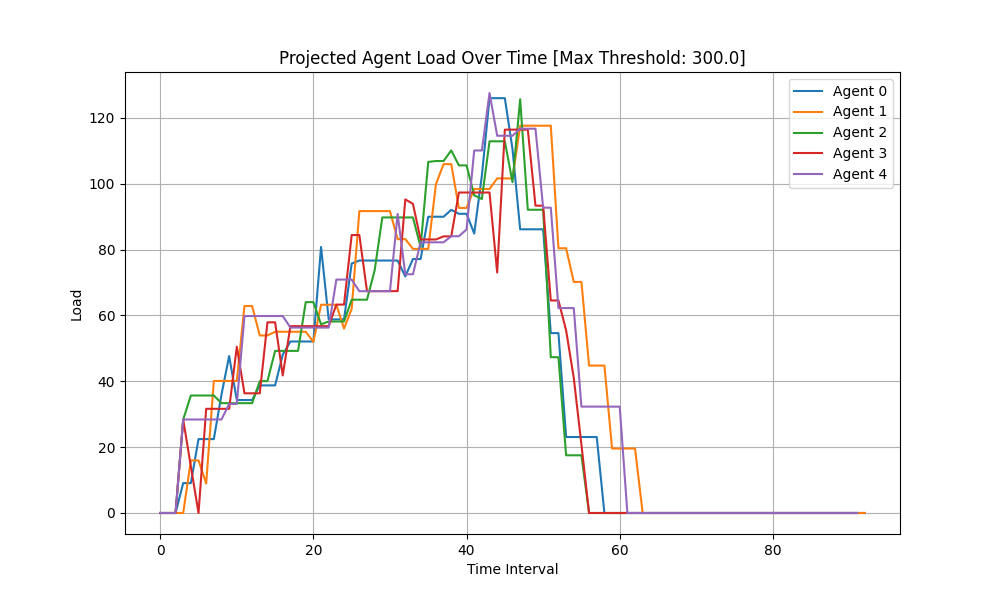 Projected Agent Load Over Time [Max Threshold: 300.0]
Agent 0
Agent 1
Agent 2
Agent 3
Agent 4
Load
120
100
80
60
40
20
0
0 20 40 60 80
Time Interval